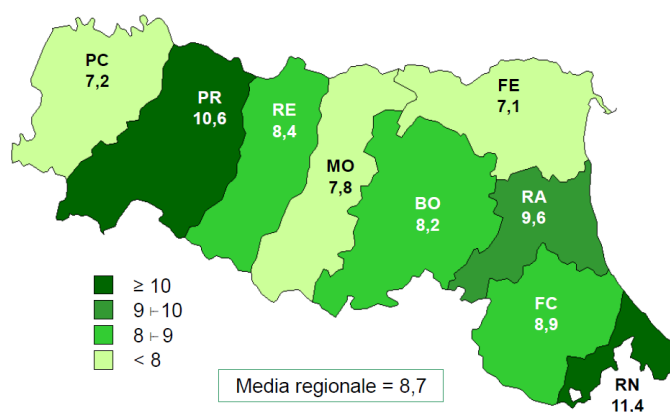 PC
7,2
PR
10,6
RE
8,4
MO
7,8
FE
7,1
BO
8,2
RA
9,6
FC
8,9
RN
11,4
≥ 10
9 ⊢ 10
8 ⊢ 9
< 8
Media regionale = 8,7